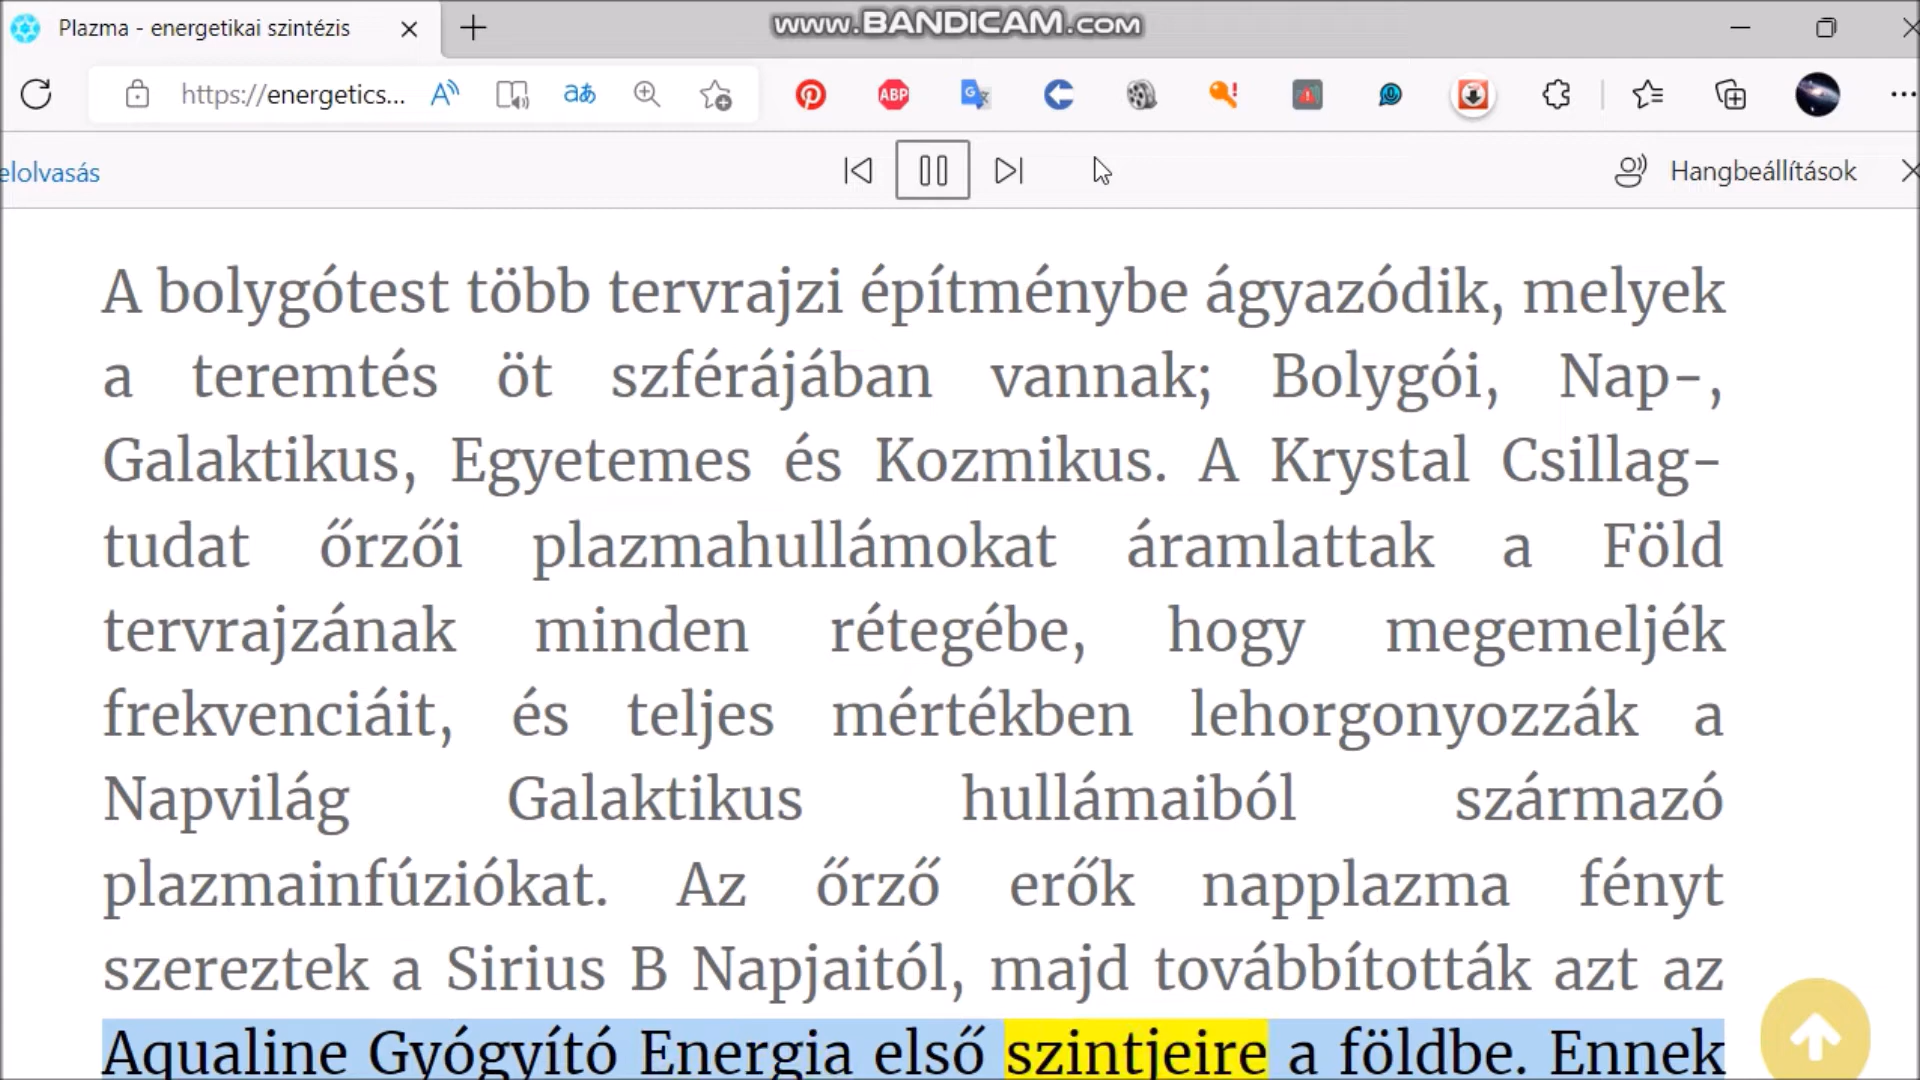 Plazma - energetikai szintézis
www.BANDICAM.com
https://energetics...
ABP
elolvasás
Hangbeállítások
A bolygótest több tervrajzi építménybe ágyazódik, melyek
a teremtés öt szférájában vannak; Bolygói, Nap-,
Galaktikus, Egyetemes és Kozmikus. A Krystal Csillag-
tudat őrzői plazmahullámokat áramlattak a Föld
tervrajzának minden rétegébe, hogy megemeljék
frekvenciáit, és teljes mértékben lehorgonyozzák a
Napvilág Galaktikus hullámaiból származó
plazmainfúziókat. Az őrző erők napplazma fényt
szereztek a Sirius B Napjaitól, majd továbbították azt az
Aqualine Gyógyító Energia első szintjeire a földbe. Ennek